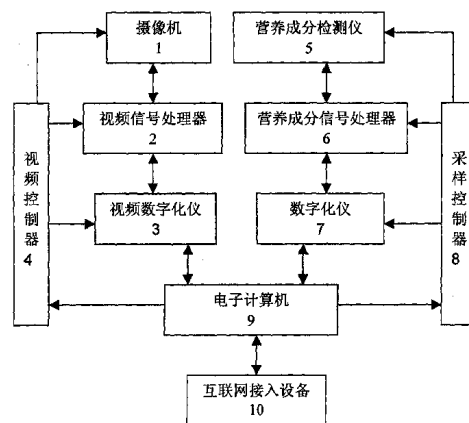 摄像机
1
营养成分检测仪
5
视频信号处理器
2
营养成分信号处理器
6
视频控制器
4
视频数字化仪
3
数字化仪
7
采样控制器
8
电子计算机
9
互联网接入设备
10